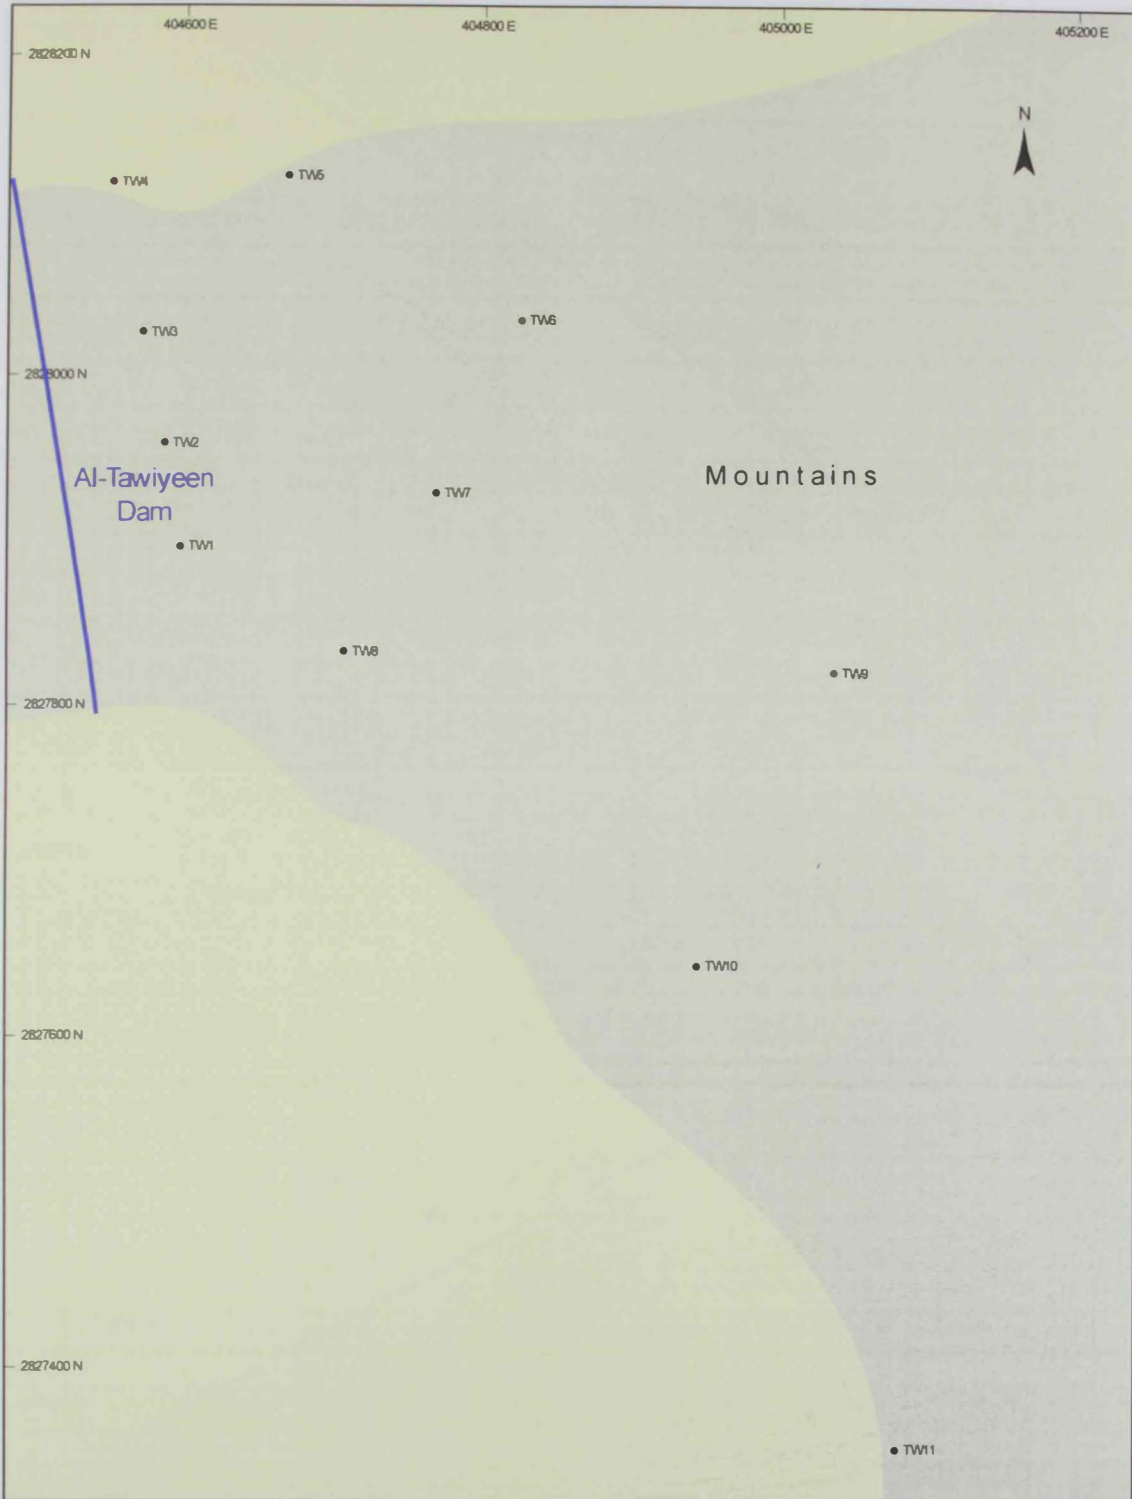 404600 E
404800 E
405000 E
405200 E
2828200 N
N
TW4
TW5
TW3
TW6
2828000 N
TW2
Al-Tawiyeen
Dam
Mountains
TW7
TW1
TW8
TW9
2827800 N
TW10
2827600 N
2827400 N
TW11